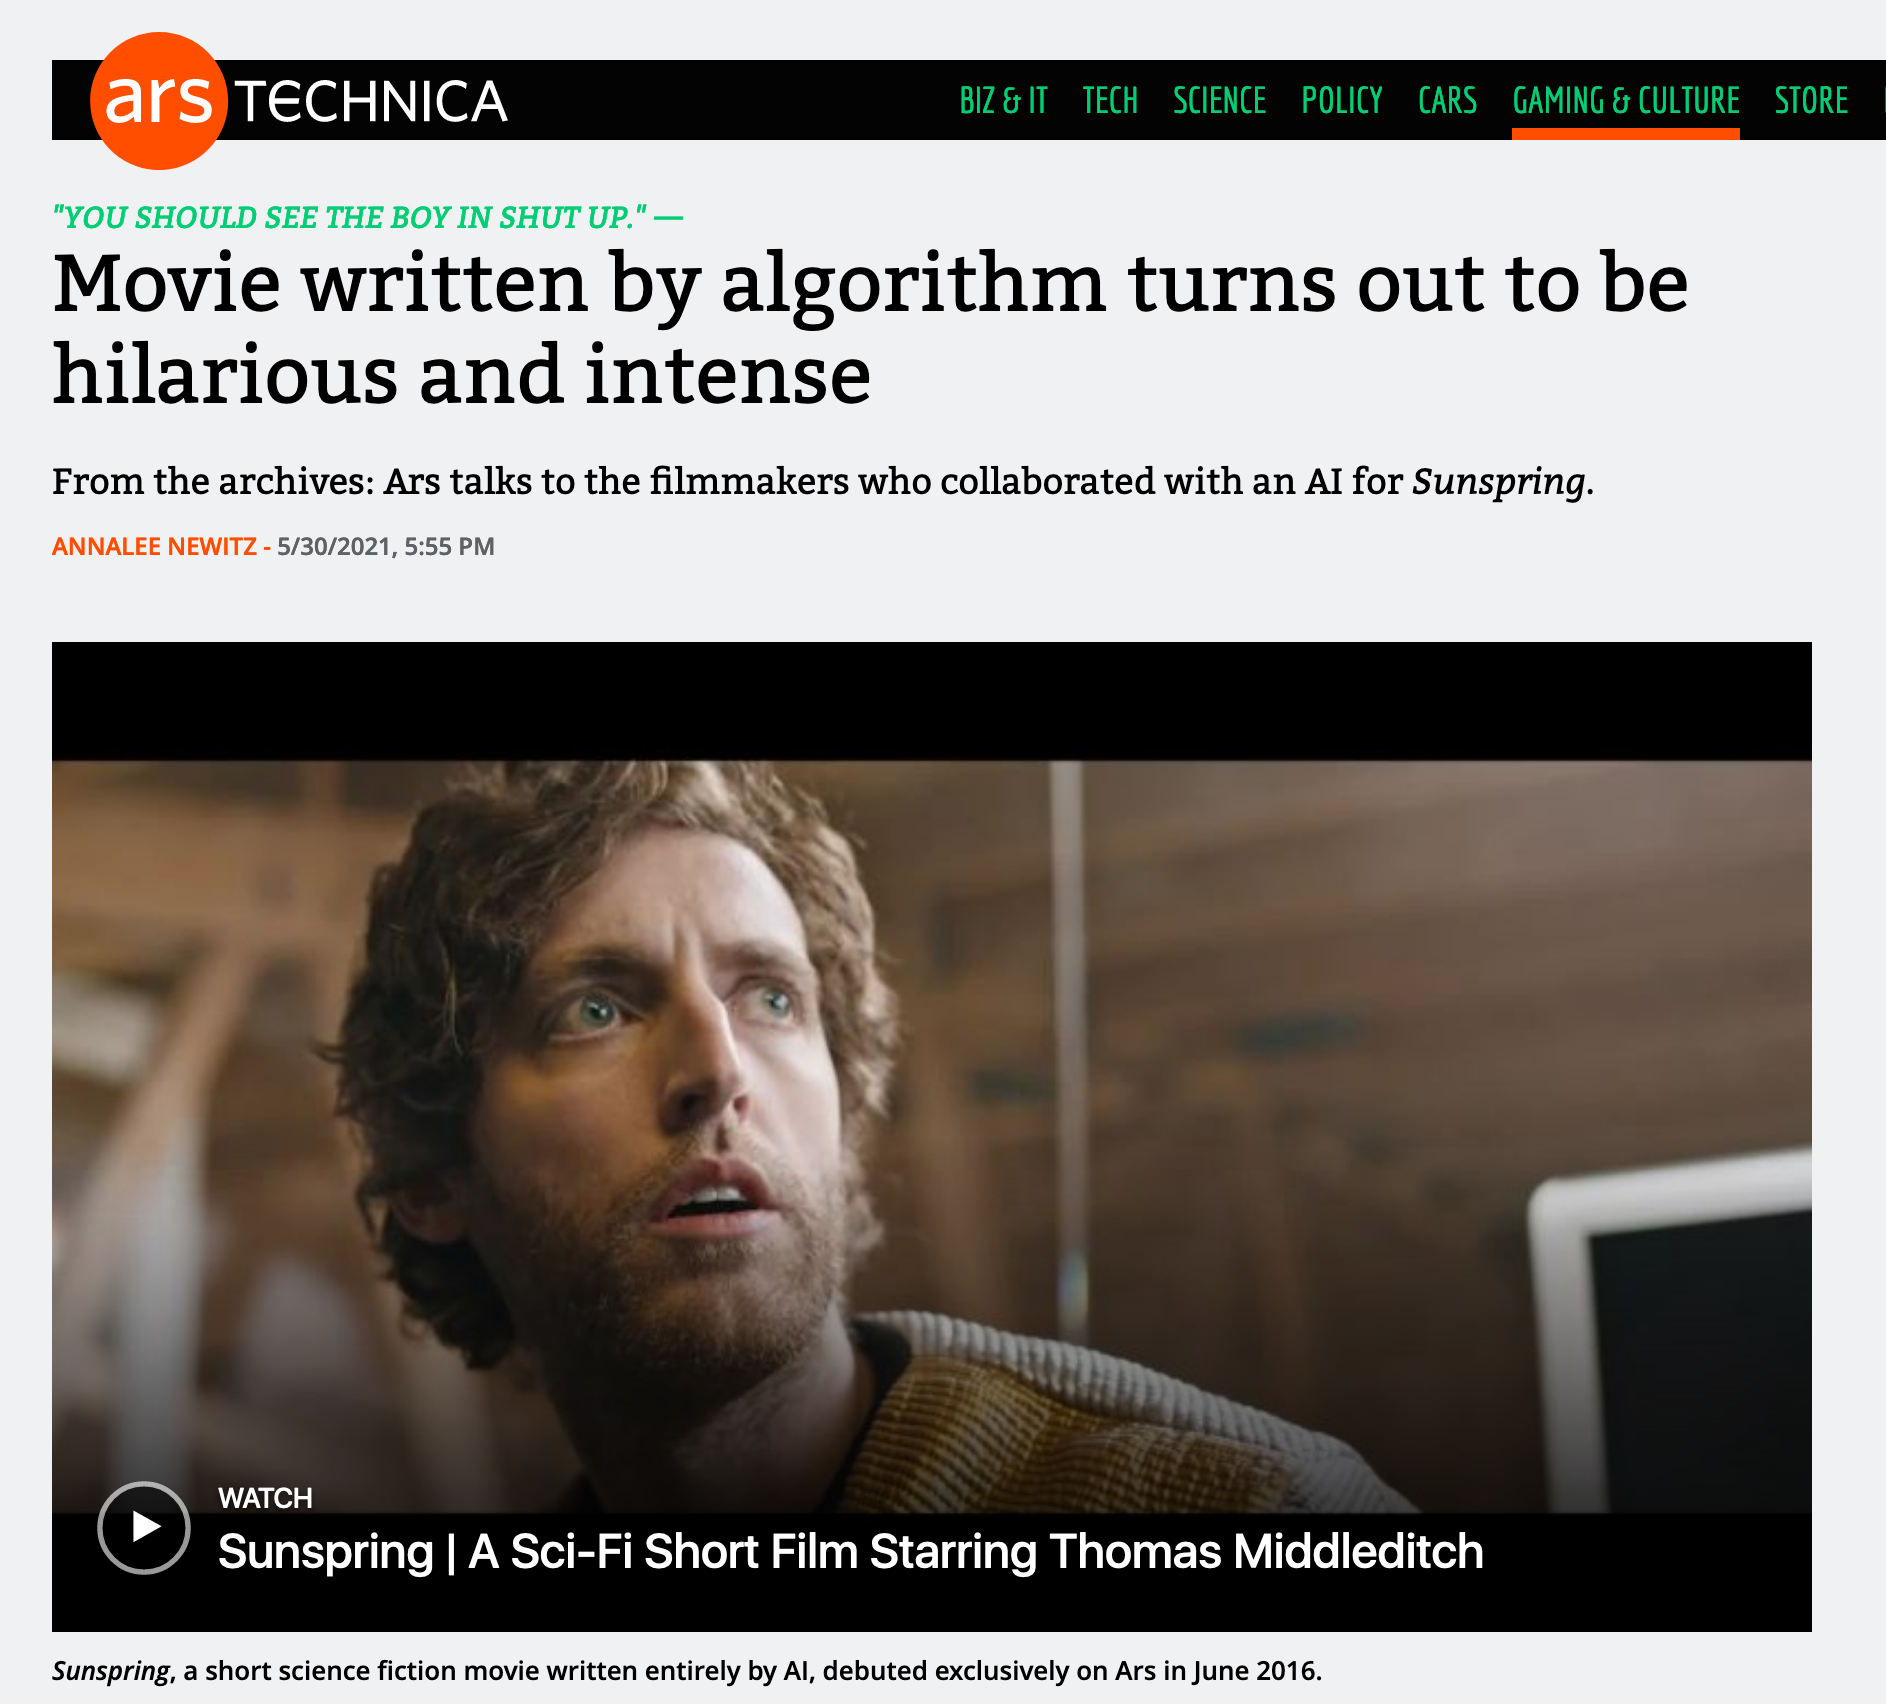 ars TECHNICA
BIZ & IT TECH SCIENCE POLICY CARS GAMING & CULTURE STORE
"YOU SHOULD SEE THE BOY IN SHUT UP." —
Movie written by algorithm turns out to be
hilarious and intense
From the archives: Ars talks to the filmmakers who collaborated with an AI for Sunspring.
ANNALEE NEWITZ - 5/30/2021, 5:55 PM
WATCH
Sunspring | A Sci-Fi Short Film Starring Thomas Middleditch
Sunspring, a short science fiction movie written entirely by AI, debuted exclusively on Ars in June 2016.